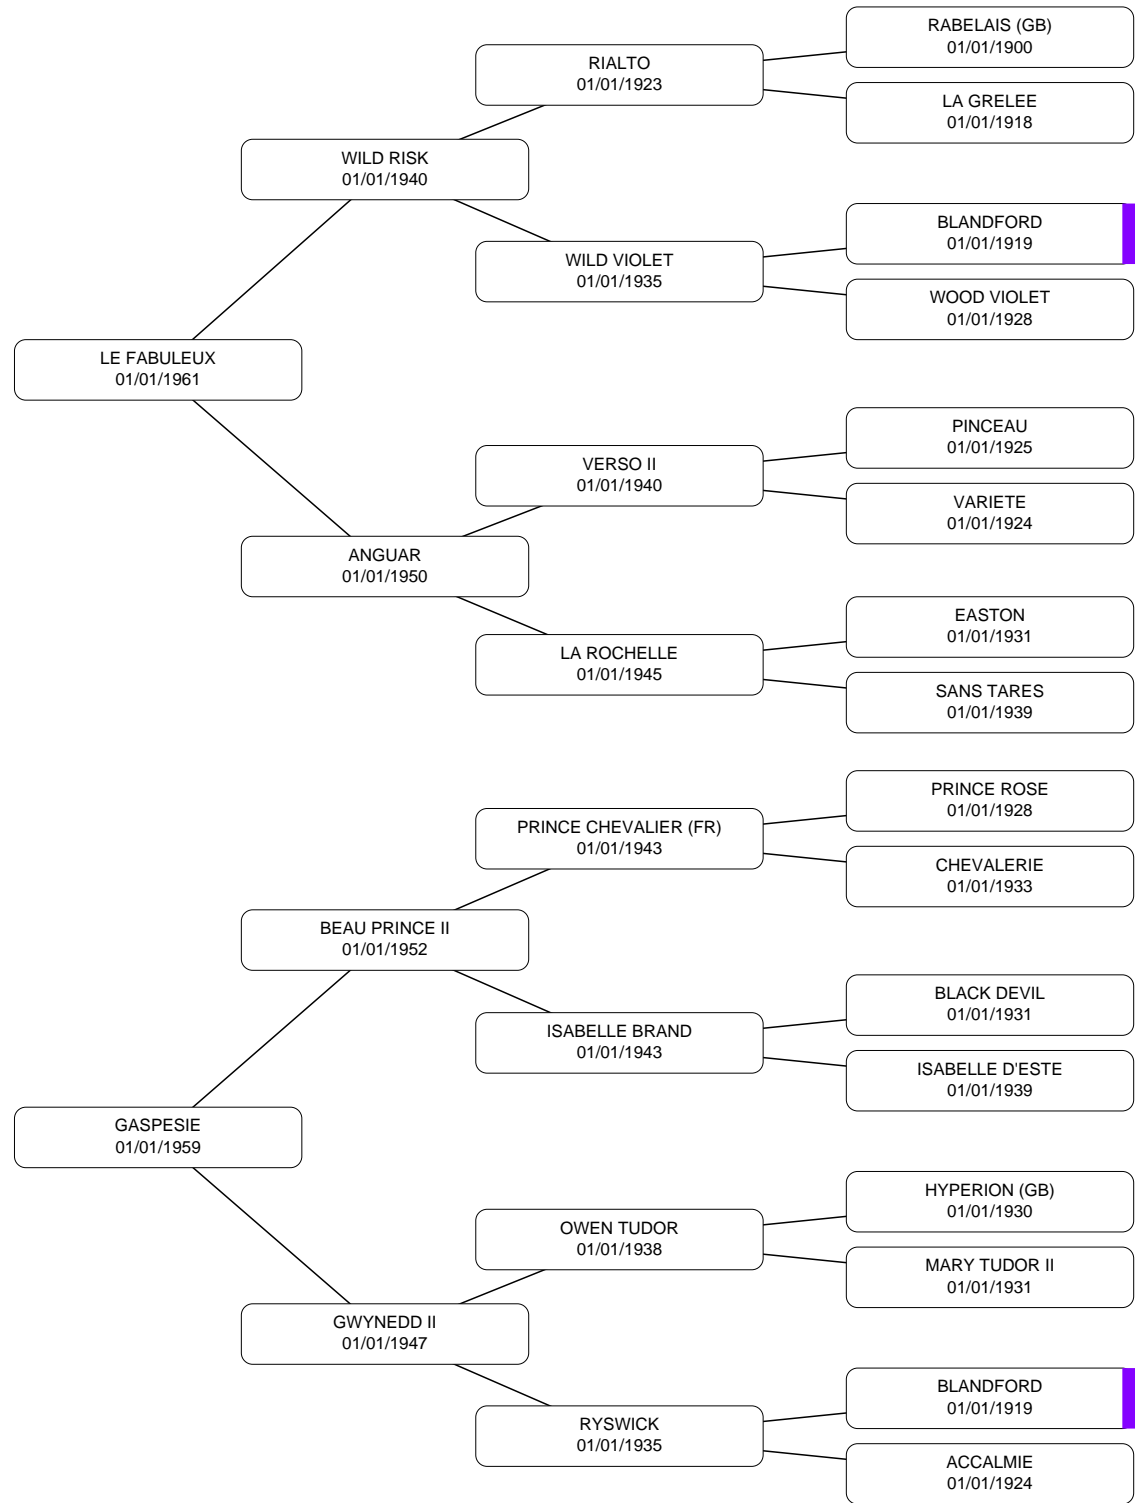 RABELAIS (GB)
01/01/1900
RIALTO
01/01/1923
LA GRELEE
01/01/1918
WILD RISK
01/01/1940
BLANDFORD
01/01/1919
WILD VIOLET
01/01/1935
WOOD VIOLET
01/01/1928
LE FABULEUX
01/01/1961
PINCEAU
01/01/1925
VERSO II
01/01/1940
VARIETE
01/01/1924
ANGUAR
01/01/1950
EASTON
01/01/1931
LA ROCHELLE
01/01/1945
SANS TARES
01/01/1939
PRINCE ROSE
01/01/1928
PRINCE CHEVALIER (FR)
01/01/1943
CHEVALERIE
01/01/1933
BEAU PRINCE II
01/01/1952
BLACK DEVIL
01/01/1931
ISABELLE BRAND
01/01/1943
ISABELLE D'ESTE
01/01/1939
GASPESIE
01/01/1959
HYPERION (GB)
01/01/1930
OWEN TUDOR
01/01/1938
MARY TUDOR II
01/01/1931
GWYNEDD II
01/01/1947
BLANDFORD
01/01/1919
RYSWICK
01/01/1935
ACCALMIE
01/01/1924